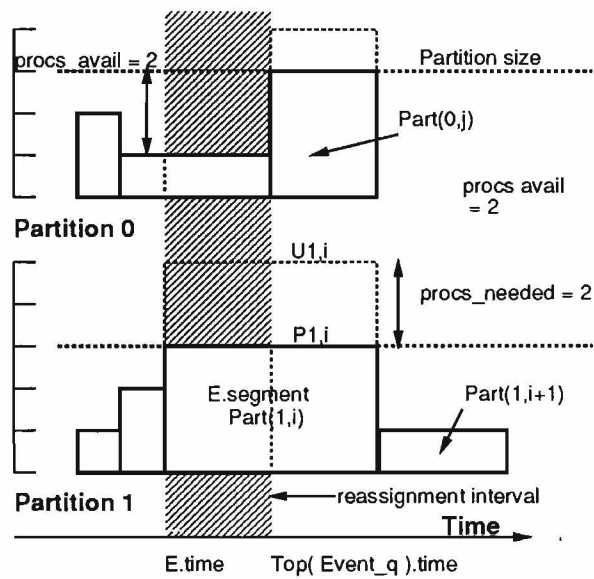 procs_avail = 2
Partition size
Part(0,j)
procs avail
= 2
Partition 0
U1,i
procs_needed = 2
P1,i
E.segment
Part(1,i)
Part(1,i+1)
Partition 1
reassignment interval
Time
E.time
Top( Event_q ).time